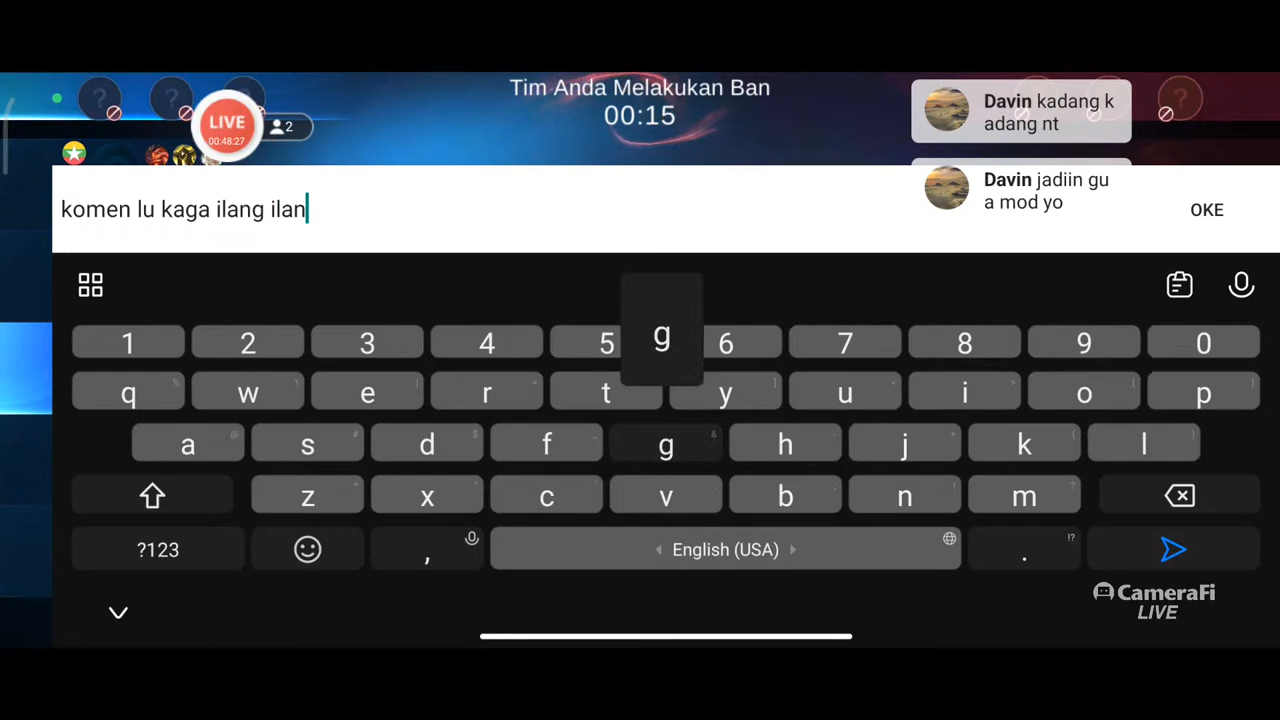 Tim Anda Melakukan Ban
00:15
LIVE
00:48:27
2
Davin kadang k
adang nt
Davin jadiin gu
a mod yo
komen lu kaga ilang ilan
OKE
g
1 2 3 4 5 6 7 8 9 0
q w e r t y u i o p
a s d f g h j k l
z x c v b n m
?123 , English (USA) . !?
CameraFi
LIVE